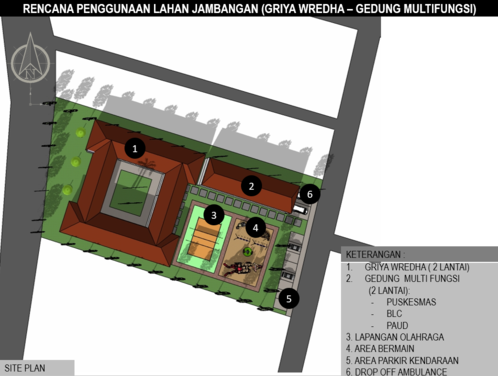 RENCANA PENGGUNAAN LAHAN JAMBANGAN (GRIYA WREDHA – GEDUNG MULTIFUNGSI)
1
2
6
3
4
5
KETERANGAN :
1. GRIYA WREDHA ( 2 LANTAI)
2. GEDUNG MULTI FUNGSI
(2 LANTAI):
- PUSKESMAS
- BLC
- PAUD
3. LAPANGAN OLAHRAGA
4. AREA BERMAIN
5. AREA PARKIR KENDARAAN
6. DROP OFF AMBULANCE
SITE PLAN